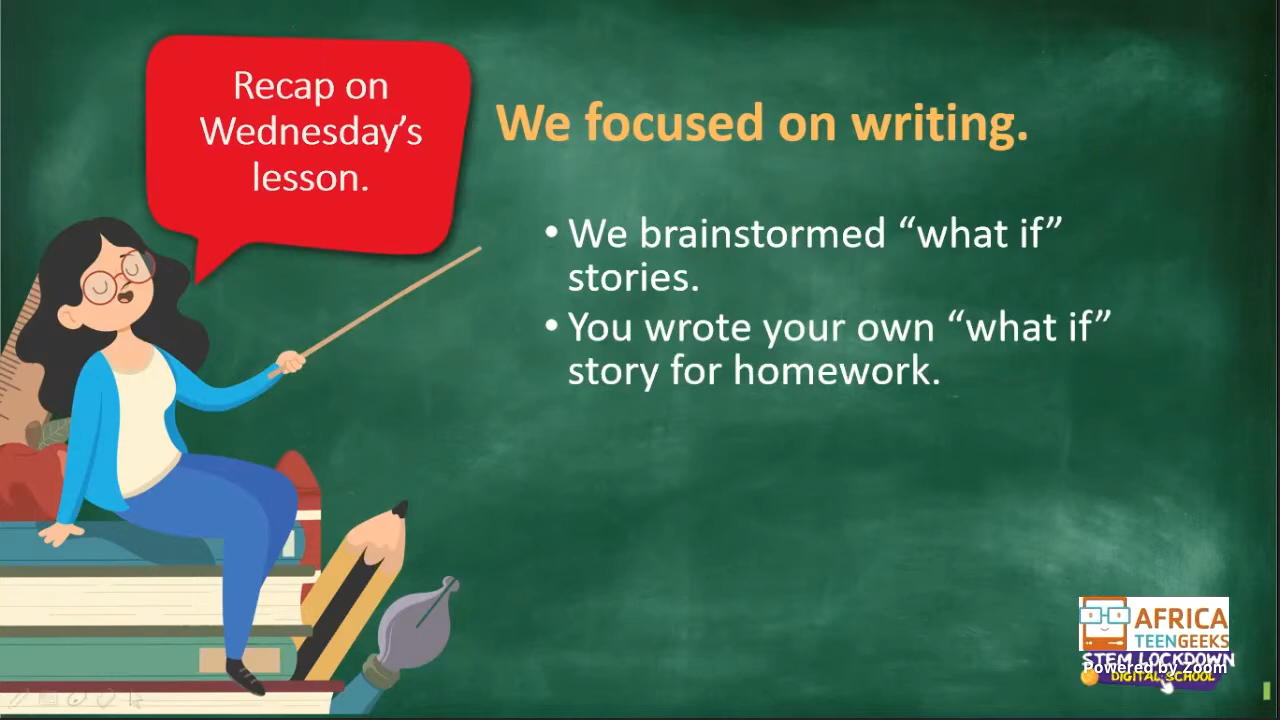 Recap on
Wednesday’s
lesson.
We focused on writing.
• We brainstormed “what if”
stories.
• You wrote your own “what if”
story for homework.
AFRICA
TEENGEEKS
STEM LOCKDOWN
Powered by Zoom
DIGITAL SCHOOL